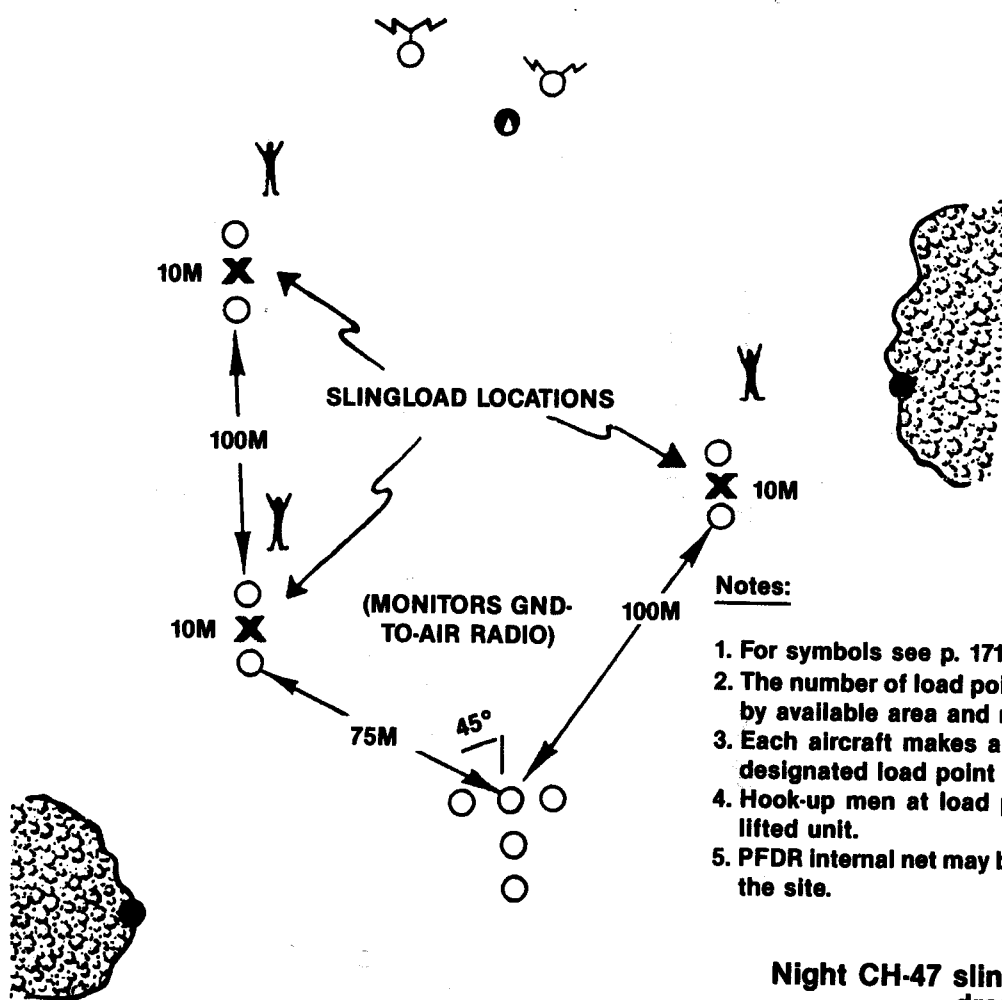 10M
SLINGLOAD LOCATIONS
100M
10M
(MONITORS GND-
TO-AIR RADIO)
10M
100M
75M
45°
Notes:
1. For symbols see p. 171
2. The number of load
by available area and
3. Each aircraft makes a
designated load point
4. Hook-up men at load
lifted unit.
5. PFDR internal net may
the site.
Night CH-47